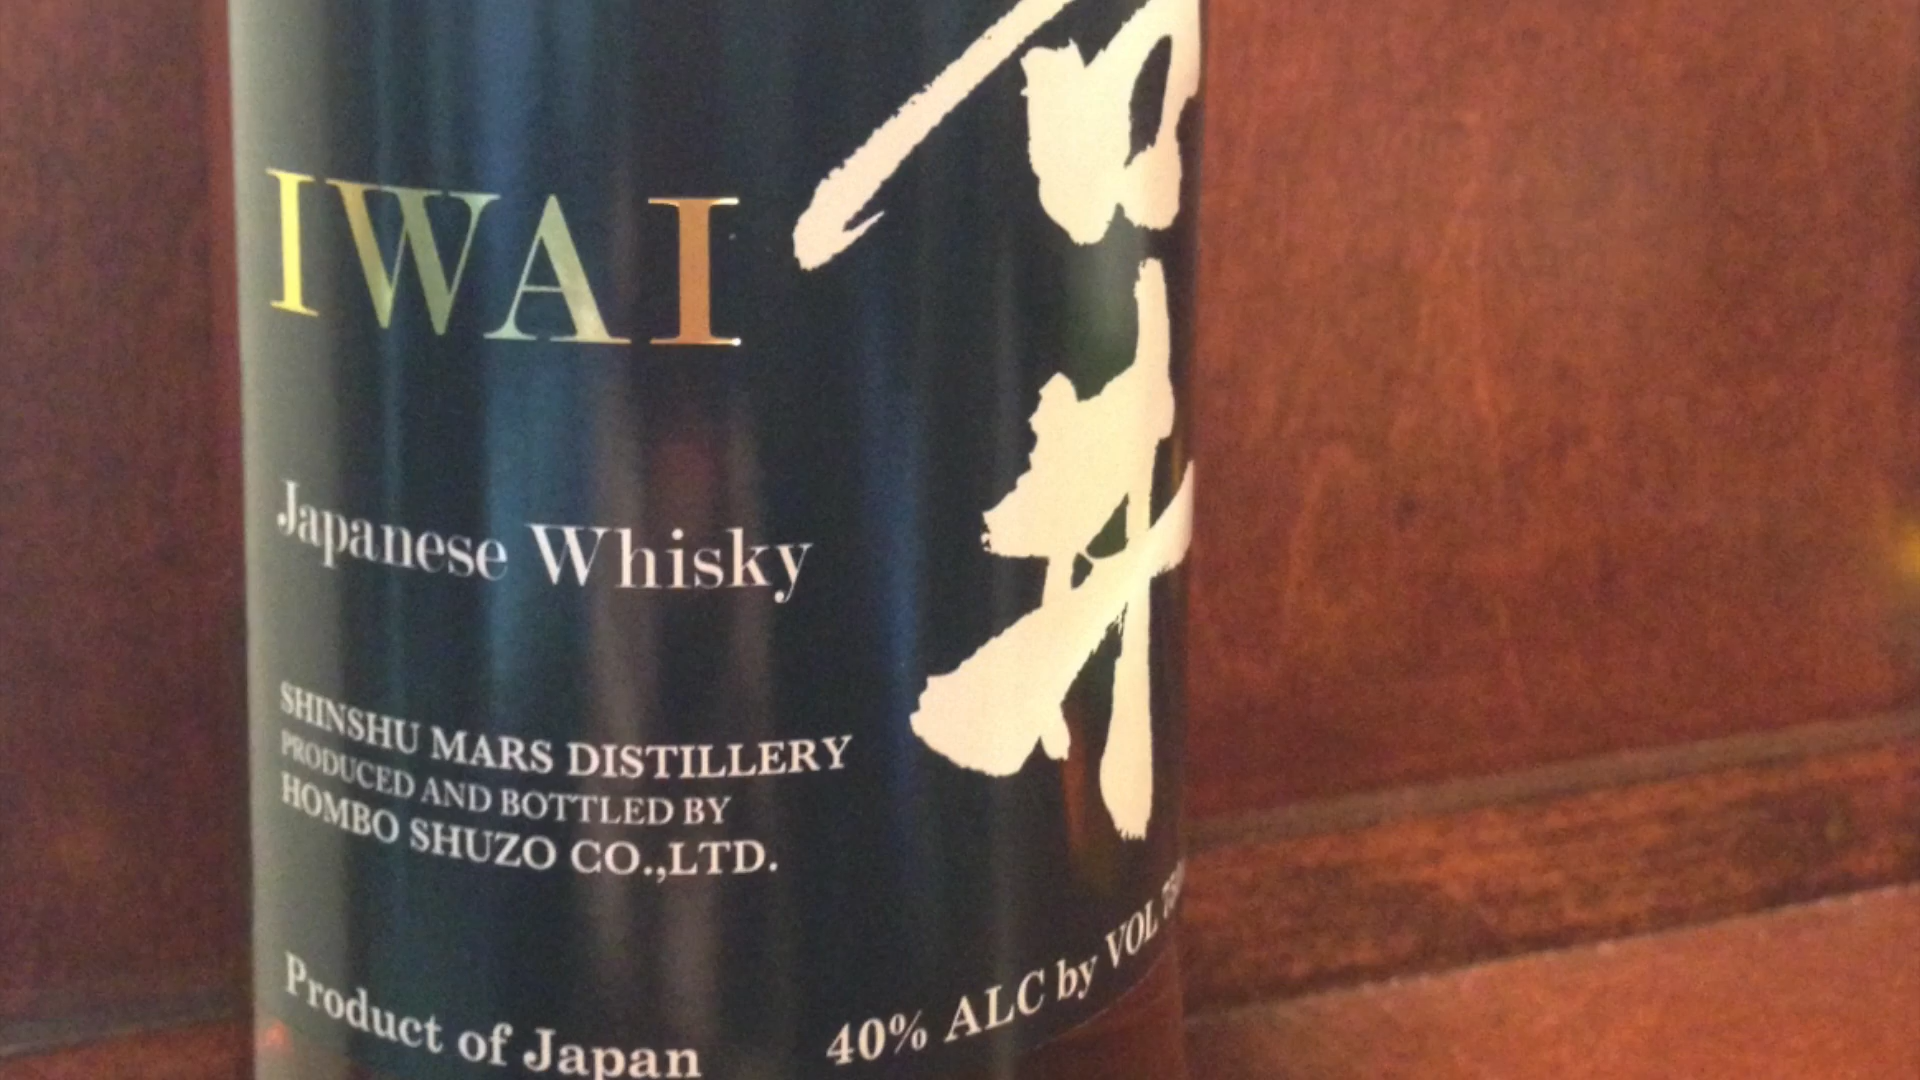 IWAI
Japanese Whisky
SHINSHU MARS DISTILLERY
PRODUCED AND BOTTLED BY
HOMBO SHUZO CO.,LTD.
Product of Japan
40% ALC by VOL